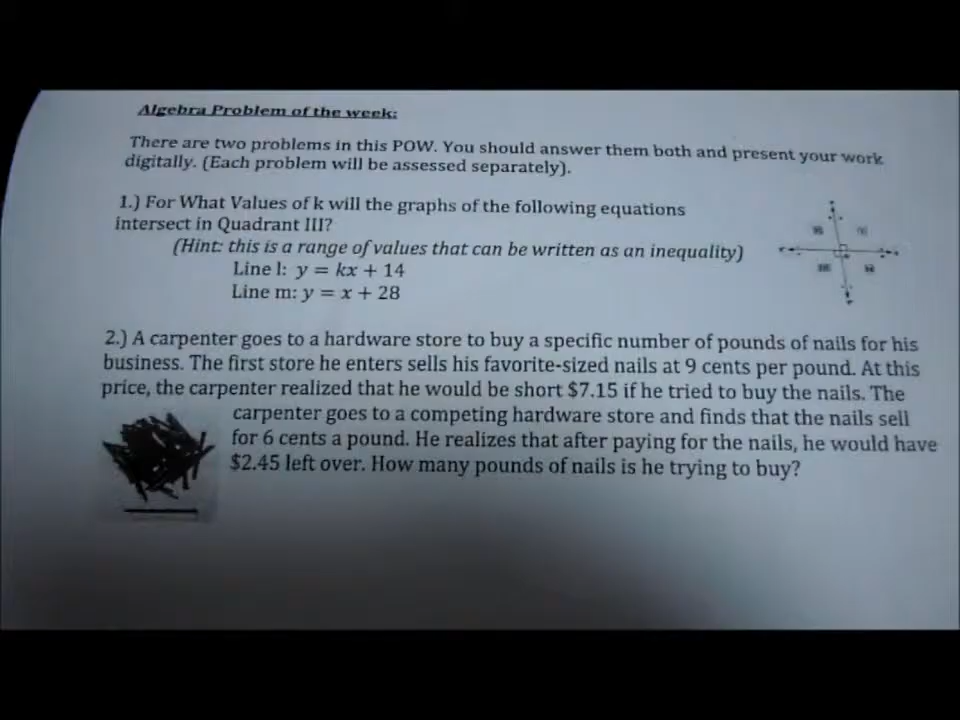 Algebra Problem of the week:
There are two problems in this POW. You should answer them both and present your work
digitally. (Each problem will be assessed separately).
1.) For What Values of k will the graphs of the following equations
intersect in Quadrant III?
(Hint: this is a range of values that can be written as an inequality)
Line l: y = kx + 14
Line m: y = x + 28
2.) A carpenter goes to a hardware store to buy a specific number of pounds of nails for his
business. The first store he enters sells his favorite-sized nails at 9 cents per pound. At this
price, the carpenter realized that he would be short $7.15 if he tried to buy the nails. The
carpenter goes to a competing hardware store and finds that the nails sell
for 6 cents a pound. He realizes that after paying for the nails, he would have
$2.45 left over. How many pounds of nails is he trying to buy?